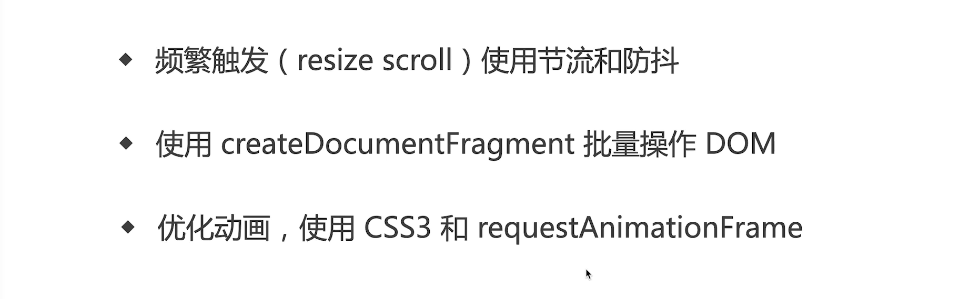 ◆ 频繁触发（resize scroll）使用节流和防抖
◆ 使用 createDocumentFragment 批量操作 DOM
◆ 优化动画，使用 CSS3 和 requestAnimationFrame